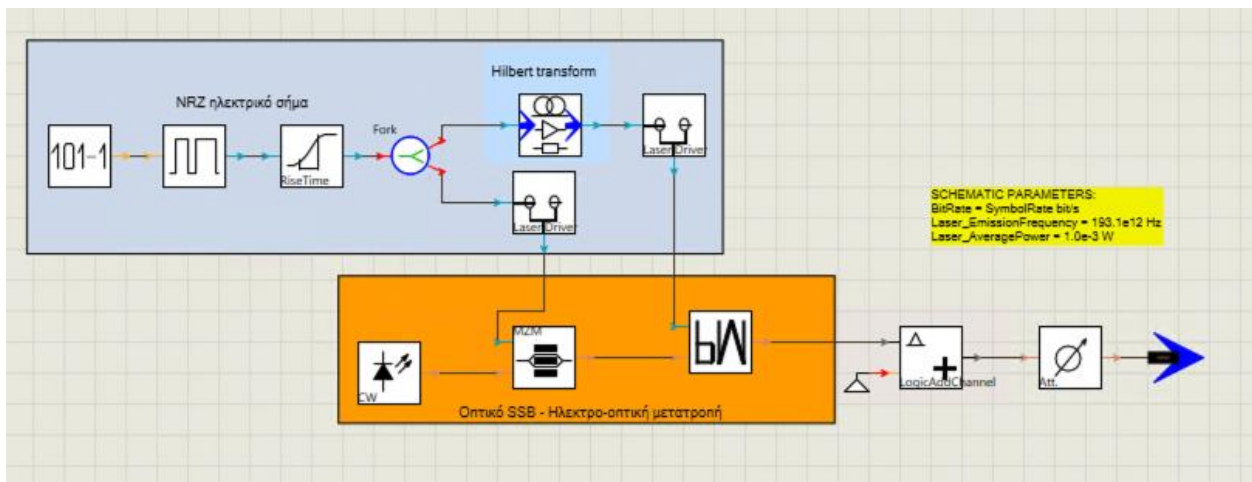 Hilbert transform
NRZ ηλεκτρικό σήμα
101-1
RiseTime
Fork
Laser Driver
Laser Driver
SCHEMATIC PARAMETERS:
BitRate = SymbolRate bit/s
Laser_EmissionFrequency = 193.1e12 Hz
Laser_AveragePower = 1.0e-3 W
CW
MZM
PM
LogicAddChannel
Att.
Οπτικό SSB - Ηλεκτρο-οπτική μετατροπή